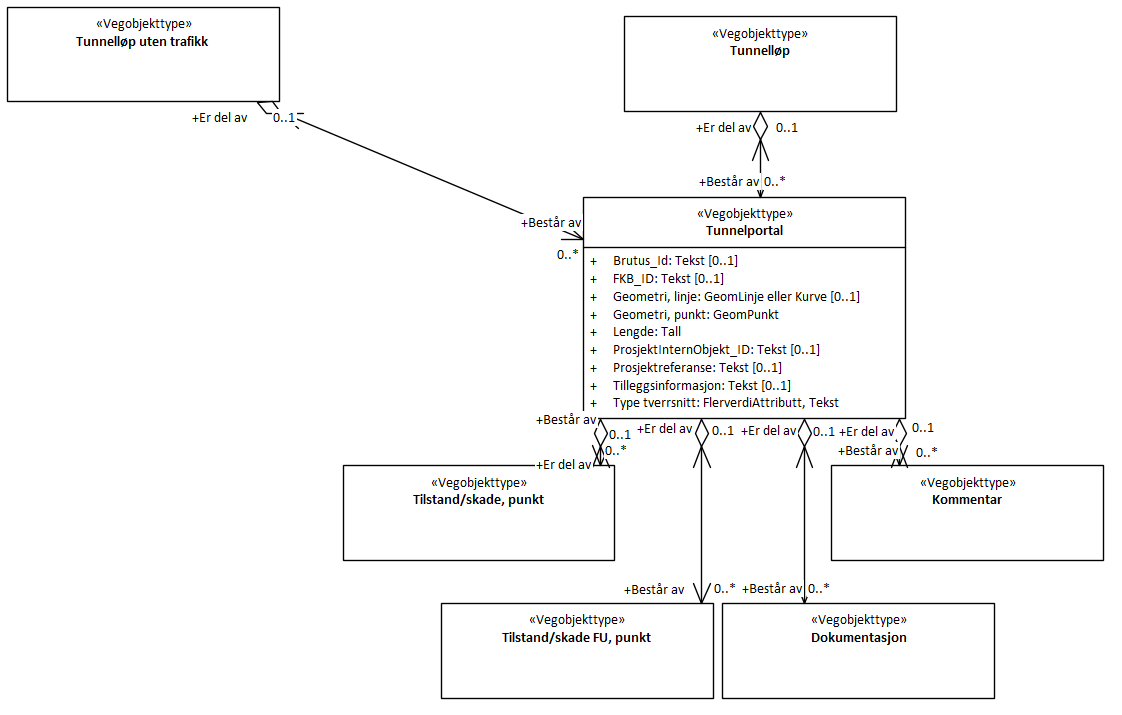 «Vegobjekttype»
Tunnelløp uten trafikk
«Vegobjekttype»
Tunnelløp
+Er del av
0..1
+Er del av
0..1
+Består av
0..*
+Består av
0..*
«Vegobjekttype»
Tunnelportal
+ Brutus_Id: Tekst [0..1]
+ FKB_ID: Tekst [0..1]
+ Geometri, linje: GeomLinje eller Kurve [0..1]
+ Geometri, punkt: GeomPunkt
+ Lengde: Tall
+ ProsjektInternObjekt_ID: Tekst [0..1]
+ Prosjektreferanse: Tekst [0..1]
+ Tilleggsinformasjon: Tekst [0..1]
+ Type tverrsnitt: FlerverdiAttributt, Tekst
+Består av
0..1
0..*
+Er del av
+Er del av
0..1
+Er del av
0..1
+Er del av
0..1
+Består av
0..*
«Vegobjekttype»
Tilstand/skade, punkt
«Vegobjekttype»
Kommentar
+Består av
0..*
+Består av
0..*
«Vegobjekttype»
Tilstand/skade FU, punkt
«Vegobjekttype»
Dokumentasjon